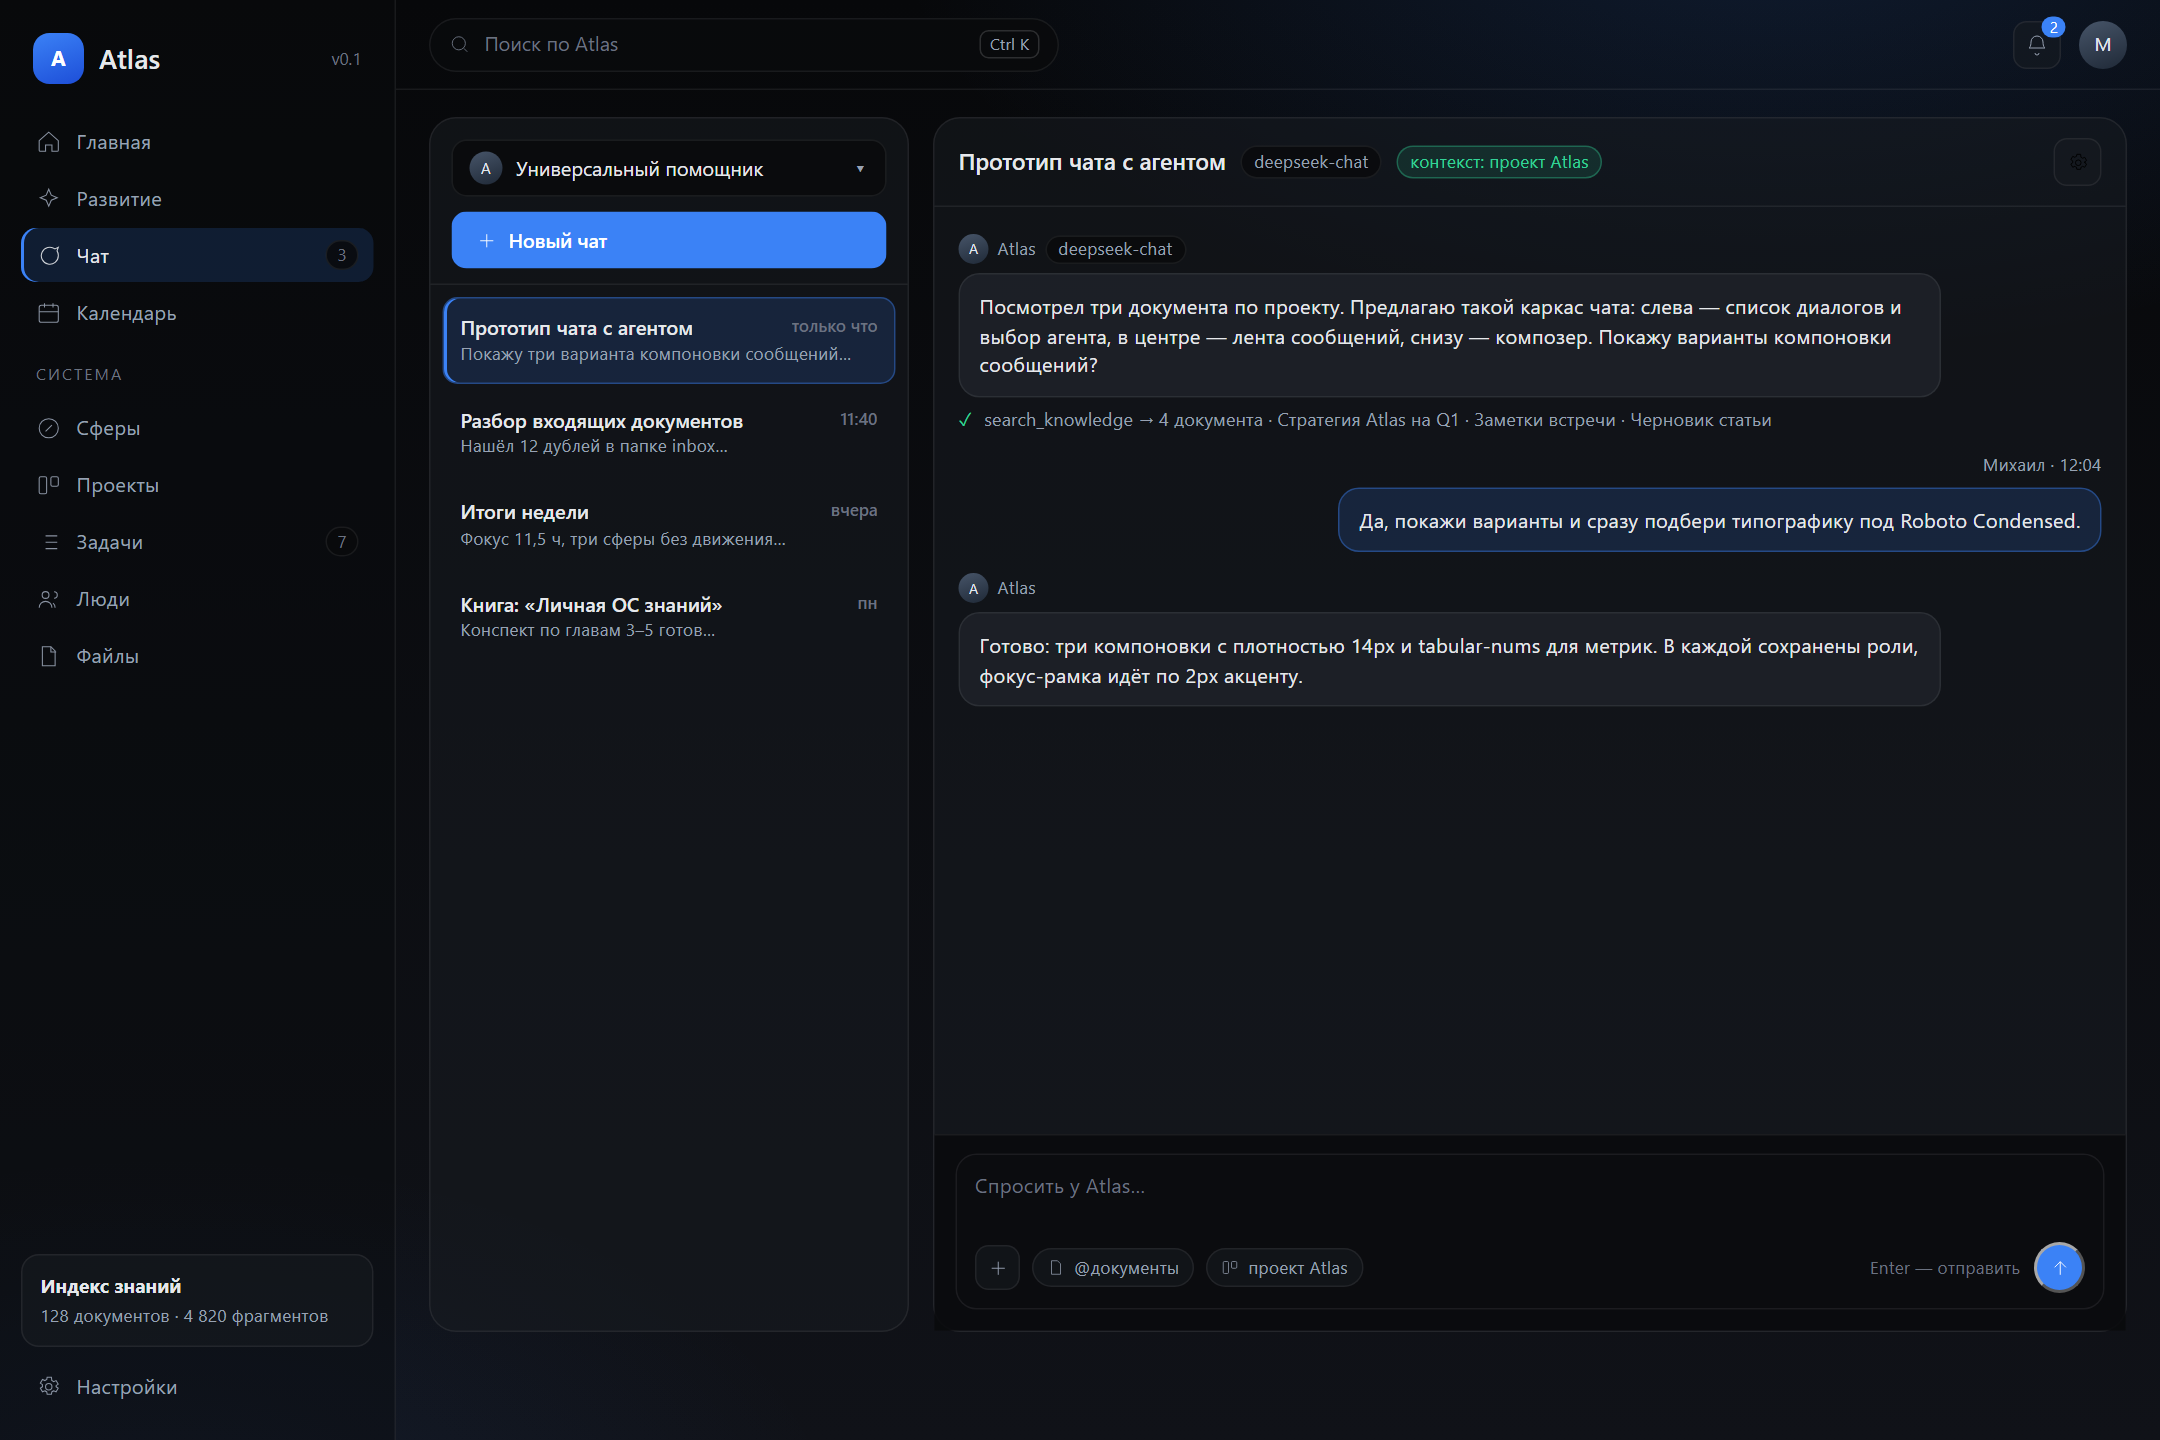 A
Atlas
v0.1
Главная
Развитие
Чат
3
Календарь
СИСТЕМА
Сферы
Проекты
Задачи
7
Люди
Файлы
Индекс знаний
128 документов · 4 820 фрагментов
Настройки
Поиск по Atlas
Ctrl K
2
M
A
Универсальный помощник
Новый чат
Прототип чата с агентом
только что
Покажу три варианта компоновки сообщений...
Разбор входящих документов
11:40
Нашёл 12 дублей в папке inbox...
Итоги недели
вчера
Фокус 11,5 ч, три сферы без движения...
Книга: «Личная ОС знаний»
пн
Конспект по главам 3–5 готов...
Прототип чата с агентом
deepseek-chat
контекст: проект Atlas
A
Atlas
deepseek-chat
Посмотрел три документа по проекту. Предлагаю такой каркас чата: слева — список диалогов и
выбор агента, в центре — лента сообщений, снизу — композер. Покажу варианты компоновки
сообщений?
✓ search_knowledge → 4 документа · Стратегия Atlas на Q1 · Заметки встречи · Черновик статьи
Михаил · 12:04
Да, покажи варианты и сразу подбери типографику под Roboto Condensed.
A
Atlas
Готово: три компоновки с плотностью 14px и tabular-nums для метрик. В каждой сохранены роли,
фокус-рамка идёт по 2px акценту.
Спросить у Atlas...
@документы
проект Atlas
Enter — отправить